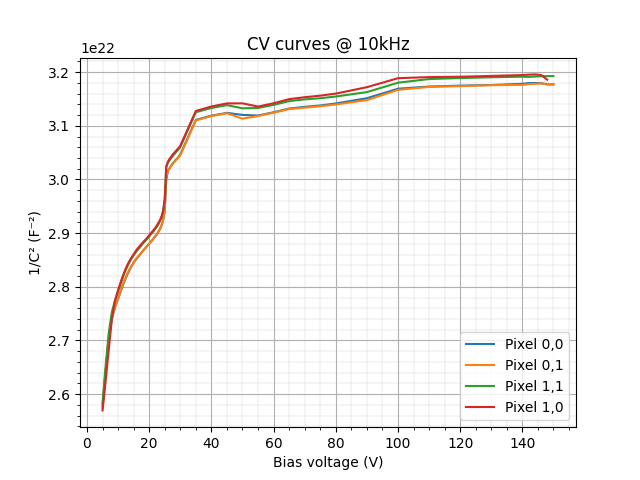 CV curves @ 10kHz
1e22
3.2
3.1
3.0
2.9
2.8
2.7
2.6
1/C² (F⁻²)
0 20 40 60 80 100 120 140
Bias voltage (V)
Pixel 0,0
Pixel 0,1
Pixel 1,1
Pixel 1,0